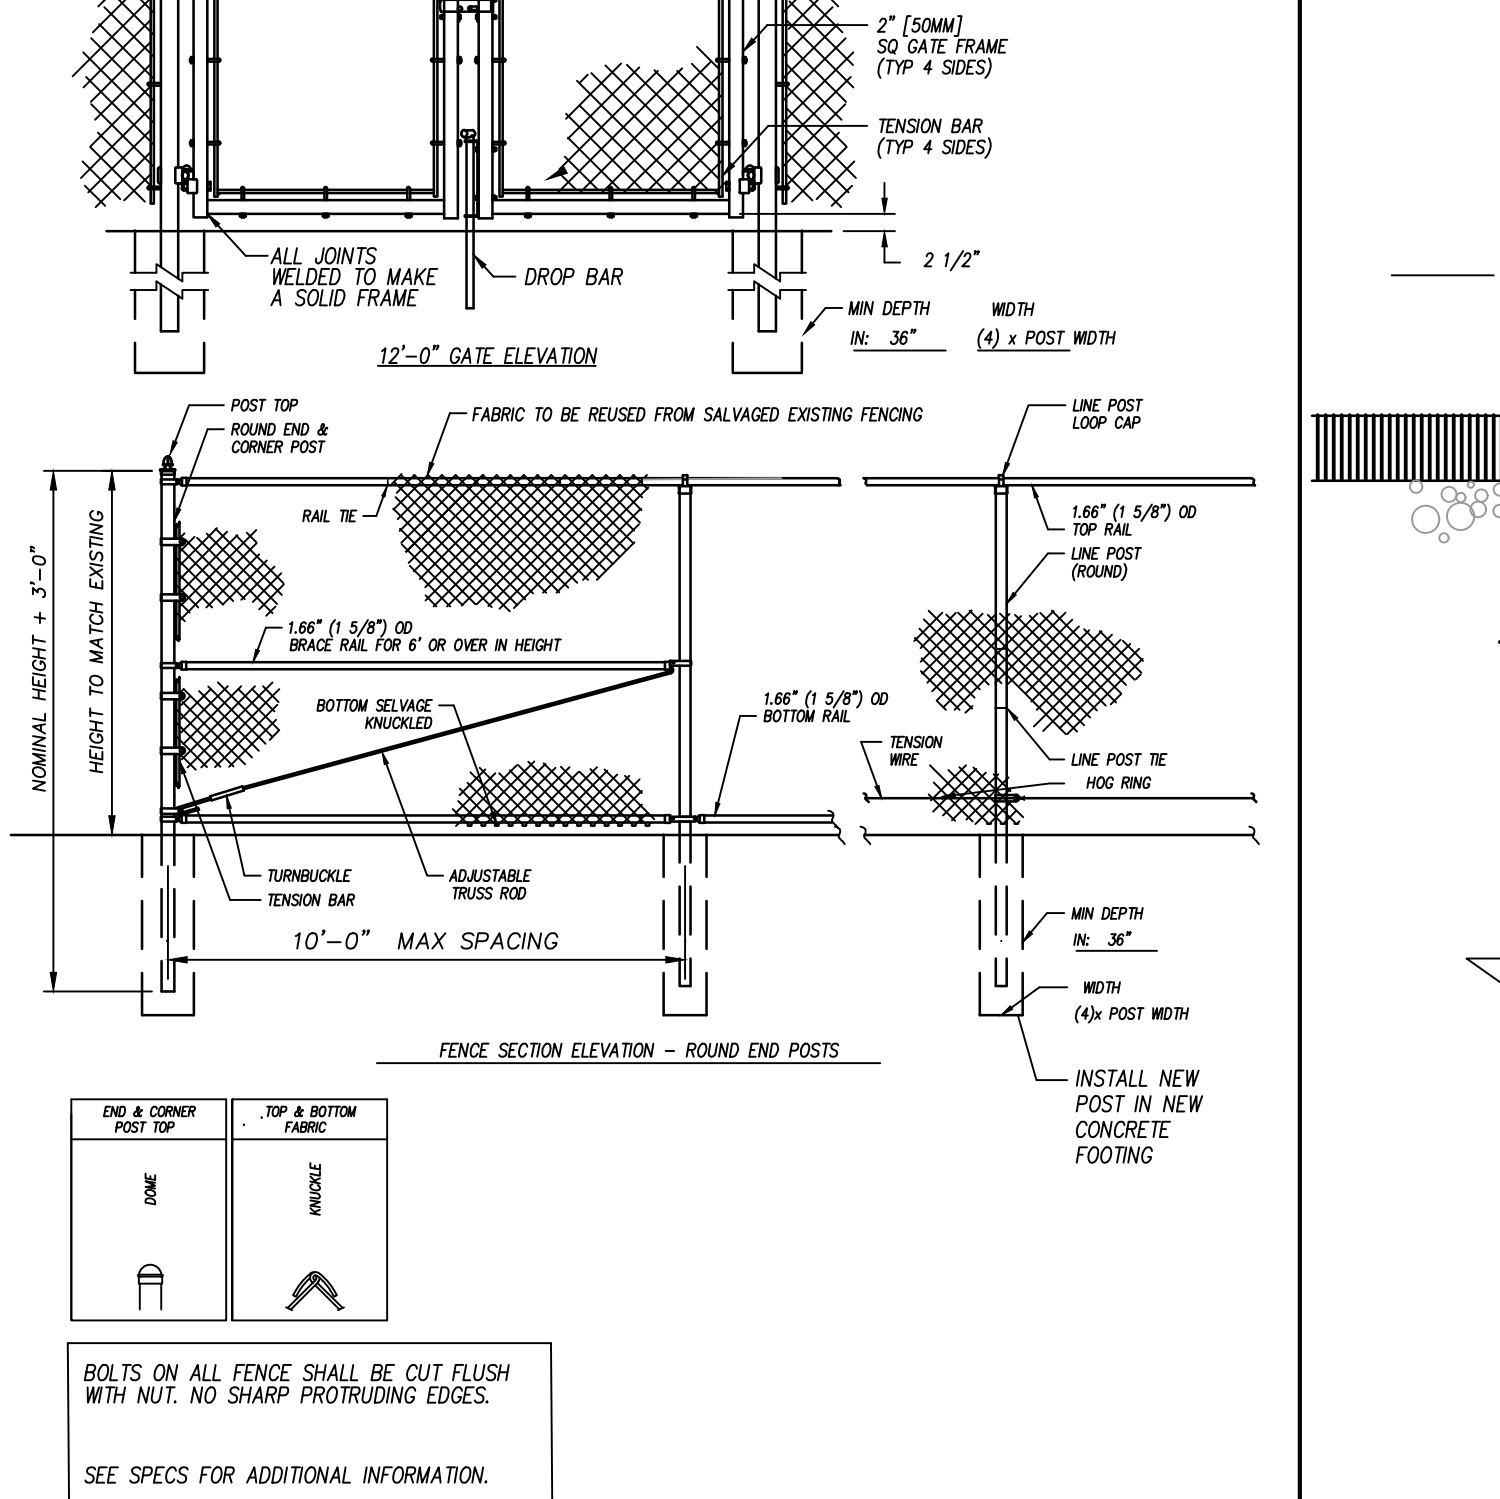 2" [50MM]
SQ GATE FRAME
(TYP 4 SIDES)
TENSION BAR
(TYP 4 SIDES)
2 1/2"
ALL JOINTS
WELDED TO MAKE
A SOLID FRAME
DROP BAR
MIN DEPTH
IN: 36"
WIDTH
(4) x POST WIDTH
12'-0" GATE ELEVATION
POST TOP
ROUND END &
CORNER POST
FABRIC TO BE REUSED FROM SALVAGED EXISTING FENCING
LINE POST
LOOP CAP
RAIL TIE
1.66" (1 5/8") OD
TOP RAIL
LINE POST
(ROUND)
NOMINAL HEIGHT + 3'-0"
HEIGHT TO MATCH EXISTING
1.66" (1 5/8") OD
BRACE RAIL FOR 6' OR OVER IN HEIGHT
BOTTOM SELVAGE
KNUCKLED
1.66" (1 5/8") OD
BOTTOM RAIL
TENSION
WIRE
LINE POST TIE
HOG RING
TURNBUCKLE
TENSION BAR
ADJUSTABLE
TRUSS ROD
10'-0" MAX SPACING
MIN DEPTH
IN: 36"
WIDTH
(4)x POST WIDTH
FENCE SECTION ELEVATION - ROUND END POSTS
INSTALL NEW
POST IN NEW
CONCRETE
FOOTING
END & CORNER
POST TOP
DOME
TOP & BOTTOM
FABRIC
KNUCKLE
BOLTS ON ALL FENCE SHALL BE CUT FLUSH
WITH NUT. NO SHARP PROTRUDING EDGES.
SEE SPECS FOR ADDITIONAL INFORMATION.